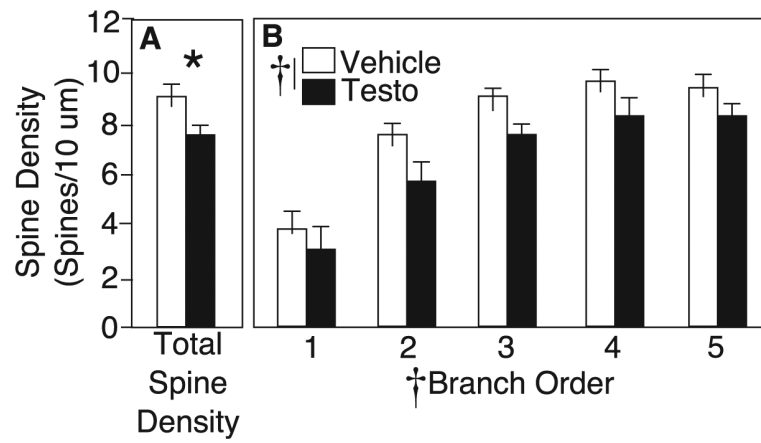 Spine Density
(Spines/10 um)
12
10
8
6
4
2
0
A
*
Total
Spine
Density
B
† Vehicle
Testo
1 2 3 4 5
†Branch Order